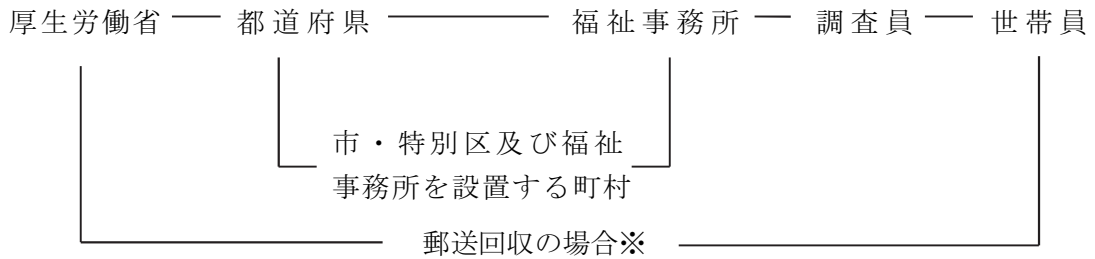 厚生労働省 都道府県 福祉事務所 調査員 世帯員
市・特別区及び福祉
事務所を設置する町村
郵送回収の場合※